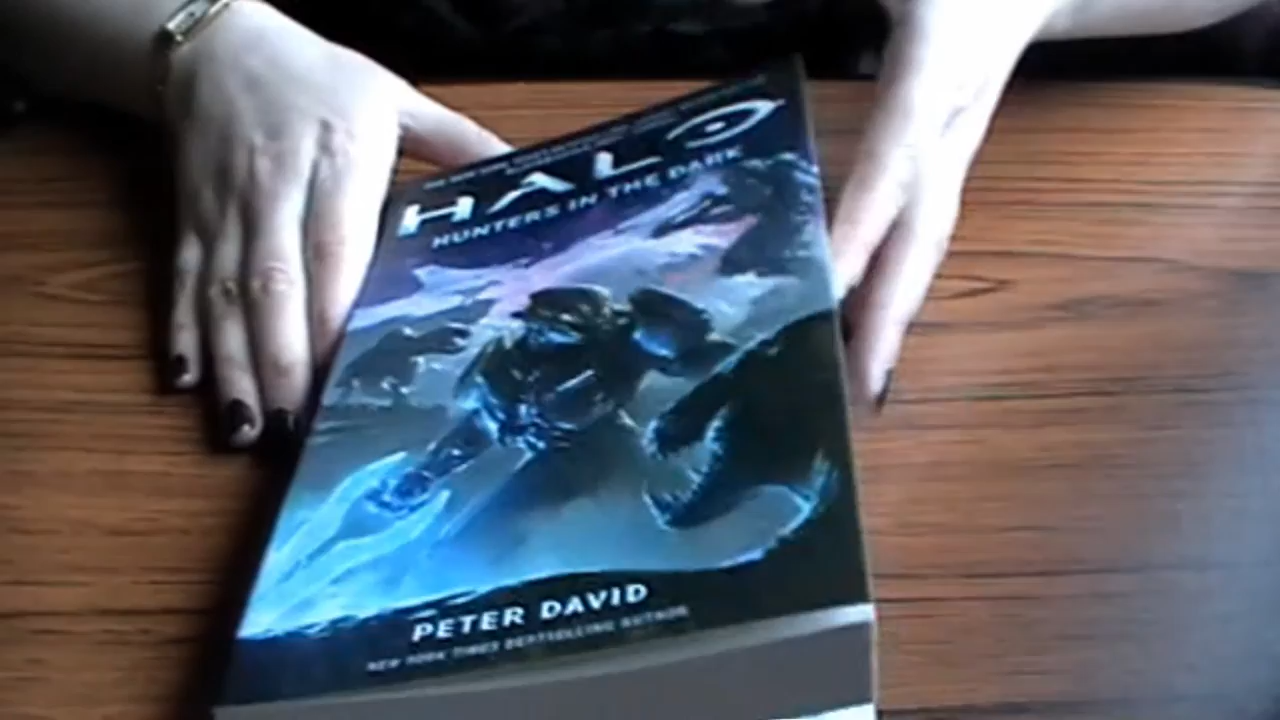 HALO
HUNTERS IN THE DARK
PETER DAVID
NEW YORK TIMES BESTSELLING AUTHOR